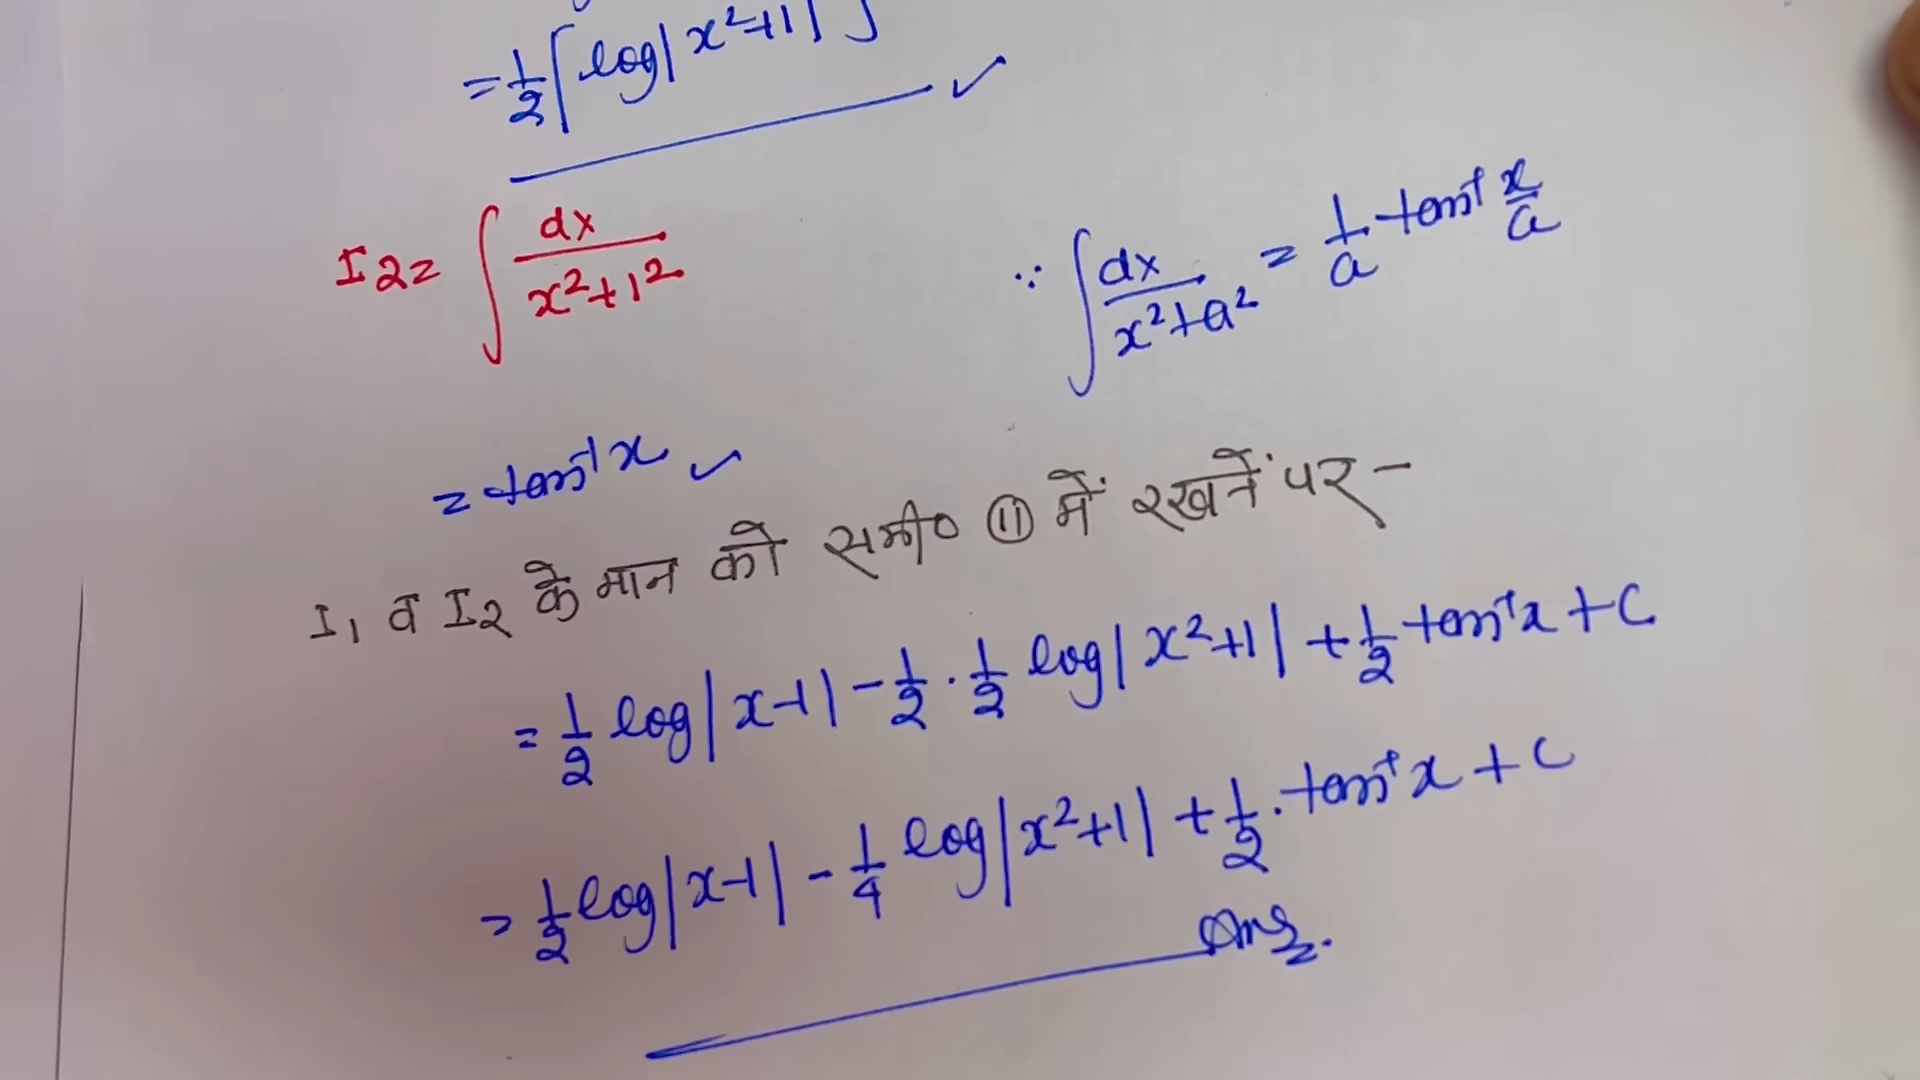 = 1/2 [log|x²+1|]
I2 = ∫ dx/(x²+1²)
∵ ∫ dx/(x²+a²) = 1/a tan⁻¹ x/a
= tan⁻¹x
I1 व I2 के मान को समी० (11) में रखनें पर -
= 1/2 log|x-1| - 1/2 · 1/2 log|x²+1| + 1/2 tan⁻¹x + C
= 1/2 log|x-1| - 1/4 log|x²+1| + 1/2 · tan⁻¹x + C
Ans.